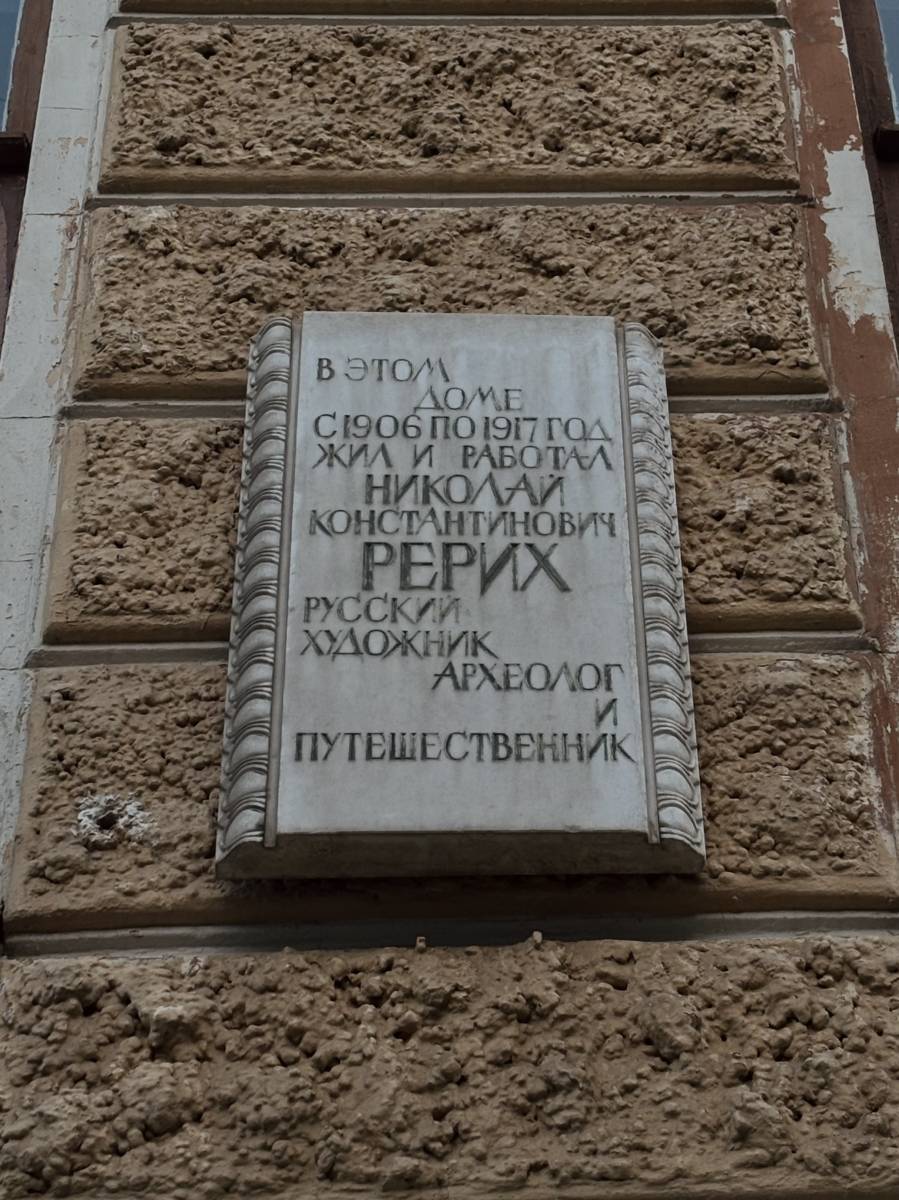 В ЭТОМ
ДОМЕ
С 1906 ПО 1917 ГОД
ЖИЛ И РАБОТАЛ
НИКОЛАЙ
КОНСТАНТИНОВИЧ
РЕРИХ
РУССКИЙ
ХУДОЖНИК
АРХЕОЛОГ
И
ПУТЕШЕСТВЕННИК